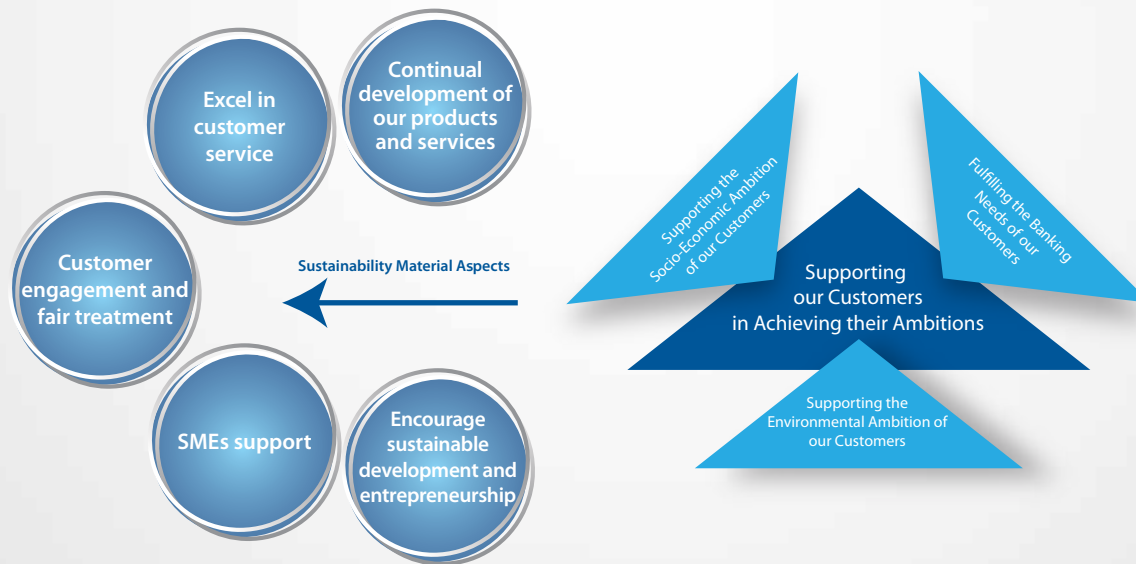 Continual
development of
our products
and services
Excel in
customer
service
Customer
engagement and
fair treatment
SMEs support
Encourage
sustainable
development and
entrepreneurship
Sustainability Material Aspects
Supporting the
Socio-Economic Ambition
of our Customers
Fulfilling the Banking
Needs of our
Customers
Supporting
our Customers
in Achieving their Ambitions
Supporting the
Environmental Ambition of
our Customers